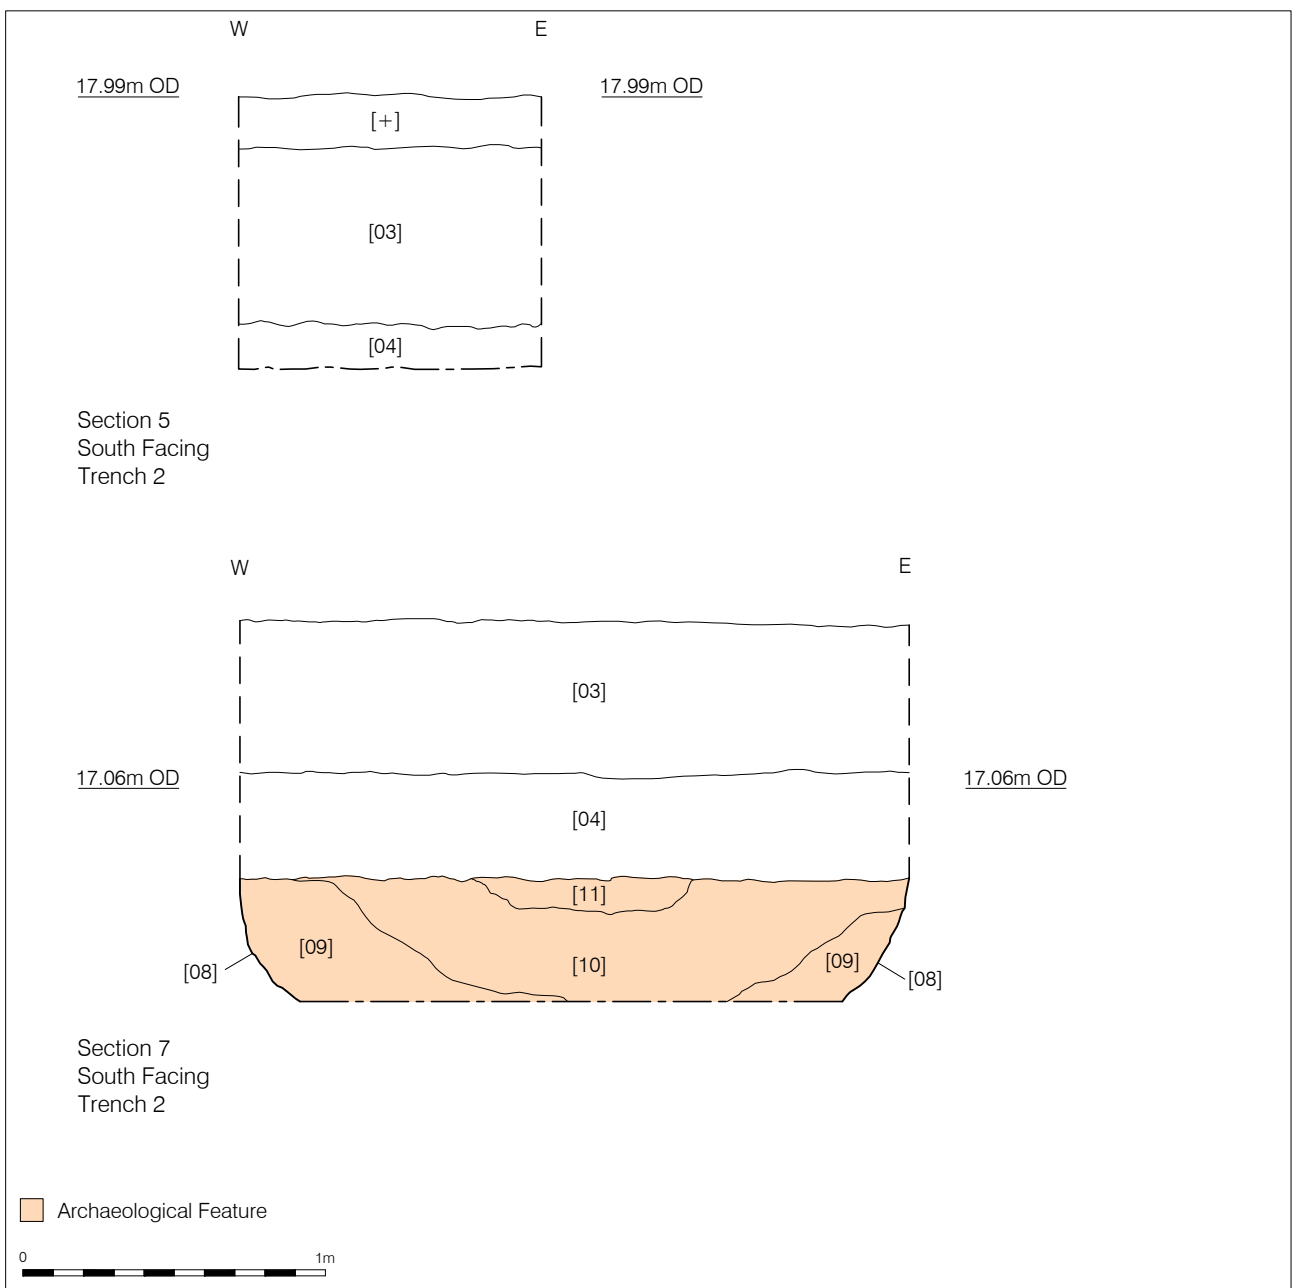 W E
17.99m OD 17.99m OD
[+]
[03]
[04]
Section 5
South Facing
Trench 2
W E
[03]
17.06m OD 17.06m OD
[04]
[11]
[09] [10] [09]
[08] [08]
Section 7
South Facing
Trench 2
Archaeological Feature
0 1m